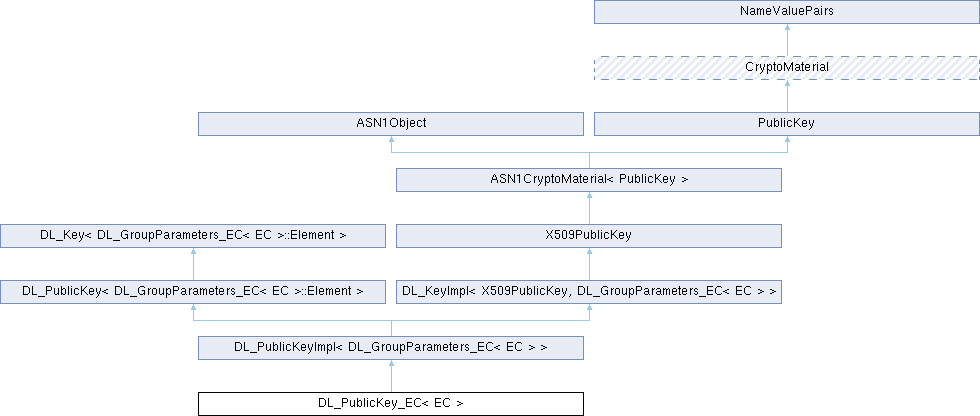 NameValuePairs
CryptoMaterial
ASN1Object
PublicKey
ASN1CryptoMaterial< PublicKey >
DL_Key< DL_GroupParameters_EC< EC >::Element >
X509PublicKey
DL_PublicKey< DL_GroupParameters_EC< EC >::Element >
DL_KeyImpl< X509PublicKey, DL_GroupParameters_EC< EC > >
DL_PublicKeyImpl< DL_GroupParameters_EC< EC > >
DL_PublicKey_EC< EC >